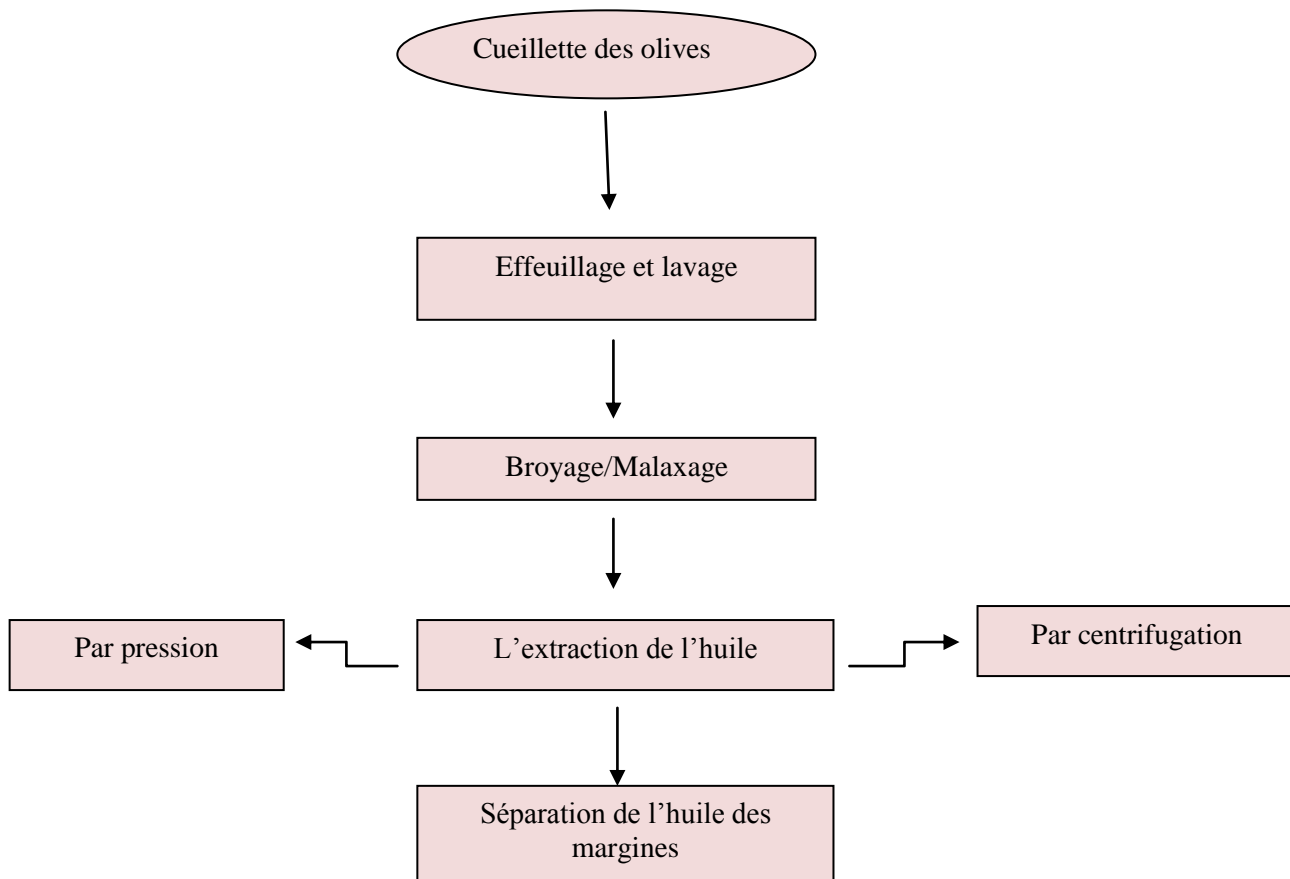 Cueillette des olives
Effeuillage et lavage
Broyage/Malaxage
Par pression
L’extraction de l’huile
Par centrifugation
Séparation de l’huile des
margines